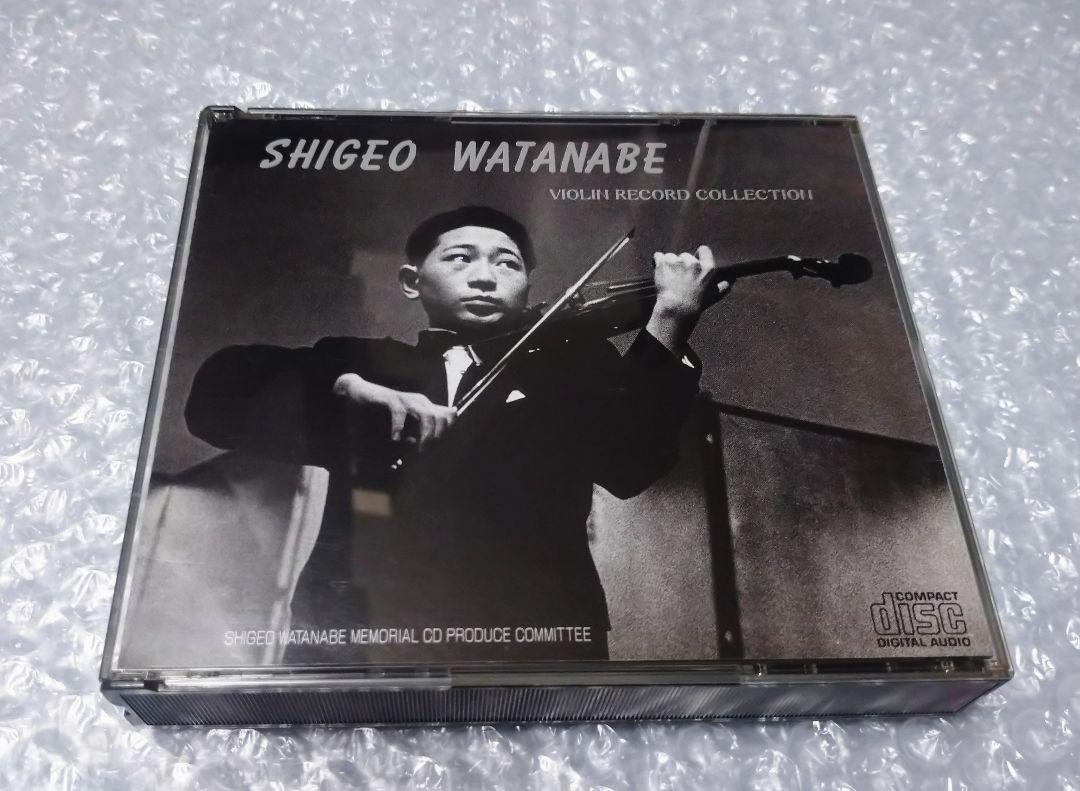 SHIGEO WATANABE
VIOLIN RECORD COLLECTION
SHIGEO WATANABE MEMORIAL CD PRODUCE COMMITTEE
COMPACT
disc
DIGITAL AUDIO